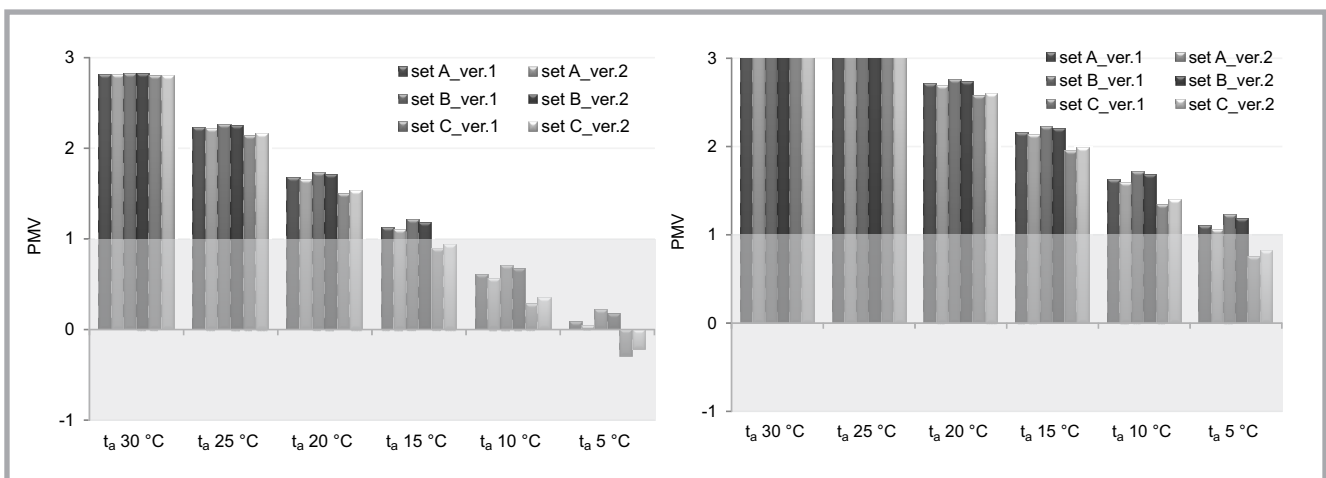 3
2
1
0
-1
PMV
set A_ver.1 set A_ver.2
set B_ver.1 set B_ver.2
set C_ver.1 set C_ver.2
tₐ 30 °C tₐ 25 °C tₐ 20 °C tₐ 15 °C tₐ 10 °C tₐ 5 °C
3
2
1
0
-1
PMV
set A_ver.1 set A_ver.2
set B_ver.1 set B_ver.2
set C_ver.1 set C_ver.2
tₐ 30 °C tₐ 25 °C tₐ 20 °C tₐ 15 °C tₐ 10 °C tₐ 5 °C